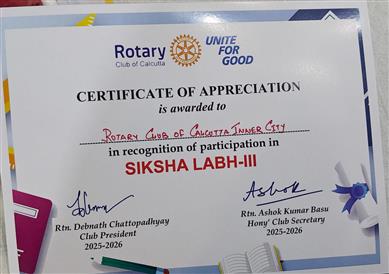 Rotary
Club of Calcutta
UNITE
FOR
GOOD
CERTIFICATE OF APPRECIATION
is awarded to
ROTARY CLUB OF CALCUTTA INNER CITY
in recognition of participation in
SIKSHA LABH-III
Ashok
Rtn. Debnath Chattopadhyay
Club President
2025-2026
Rtn. Ashok Kumar Basu
Hony' Club Secretary
2025-2026